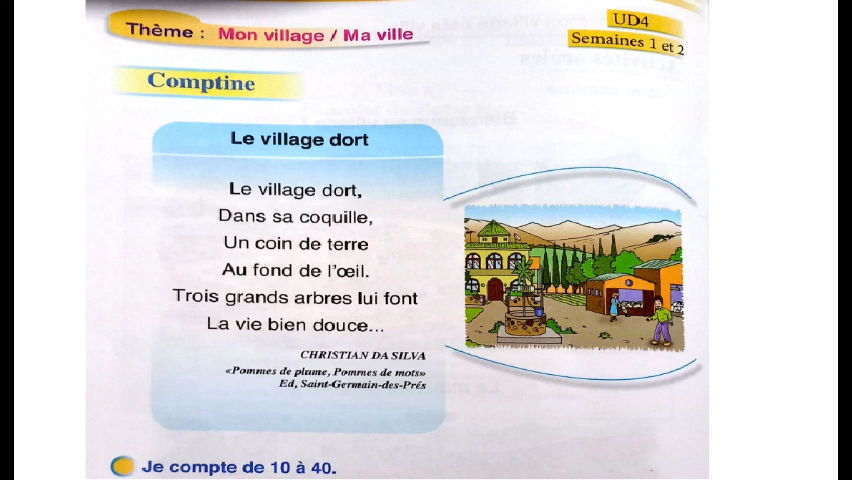 Thème : Mon village / Ma ville
UD4
Semaines 1 et 2
Comptine
Le village dort
Le village dort,
Dans sa coquille,
Un coin de terre
Au fond de l'œil.
Trois grands arbres lui font
La vie bien douce...
CHRISTIAN DA SILVA
«Pommes de plume, Pommes de mots»
Ed, Saint-Germain-des-Prés
Je compte de 10 à 40.